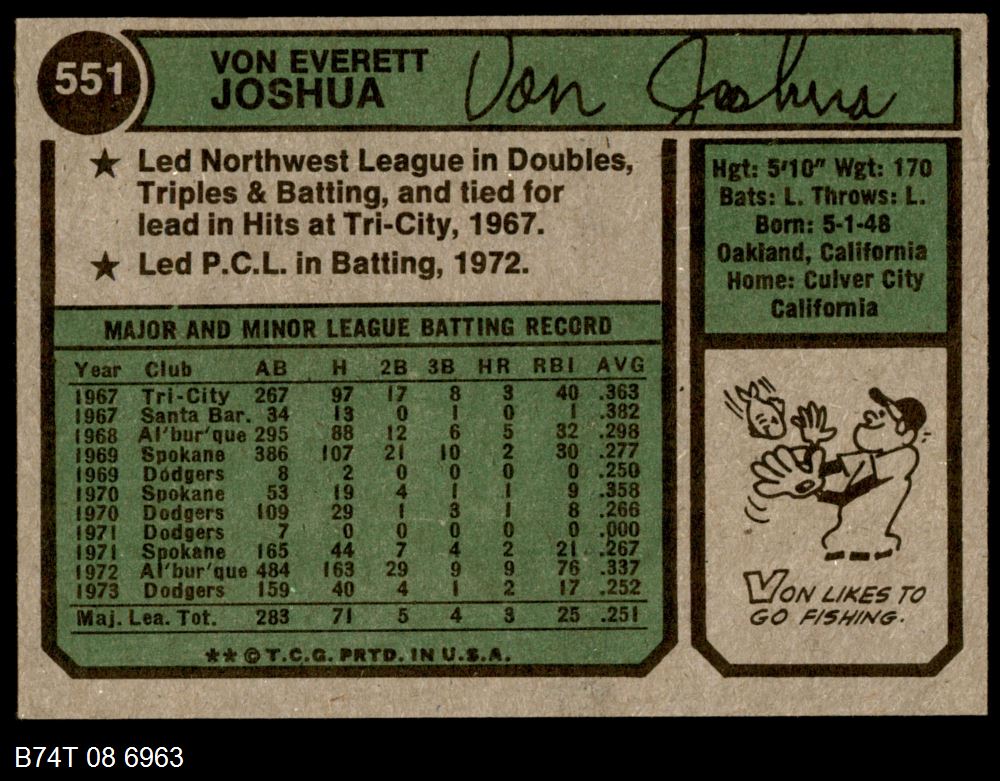 551
VON EVERETT
JOSHUA
Von Joshua
★ Led Northwest League in Doubles,
Triples & Batting, and tied for
lead in Hits at Tri-City, 1967.
★ Led P.C.L. in Batting, 1972.
Hgt: 5'10" Wgt: 170
Bats: L. Throws: L.
Born: 5-1-48
Oakland, California
Home: Culver City
California
MAJOR AND MINOR LEAGUE BATTING RECORD
Year Club AB H 2B 3B HR RBI AVG
1967 Tri-City 267 97 17 8 3 40 .363
1967 Santa Bar. 34 13 0 1 0 1 .382
1968 Al'bur'que 295 88 12 6 5 32 .298
1969 Spokane 386 107 21 10 2 30 .277
1969 Dodgers 8 2 0 0 0 0 .250
1970 Spokane 53 19 4 1 1 9 .358
1970 Dodgers 109 29 1 3 1 8 .266
1971 Dodgers 7 0 0 0 0 0 .000
1971 Spokane 165 44 7 4 2 21 .267
1972 Al'bur'que 484 163 29 9 9 76 .337
1973 Dodgers 159 40 4 1 2 17 .252
Maj. Lea. Tot. 283 71 5 4 3 25 .251
★★ © T.C.G. PRTD. IN U.S.A.
VON LIKES TO
GO FISHING.
B74T 08 6963